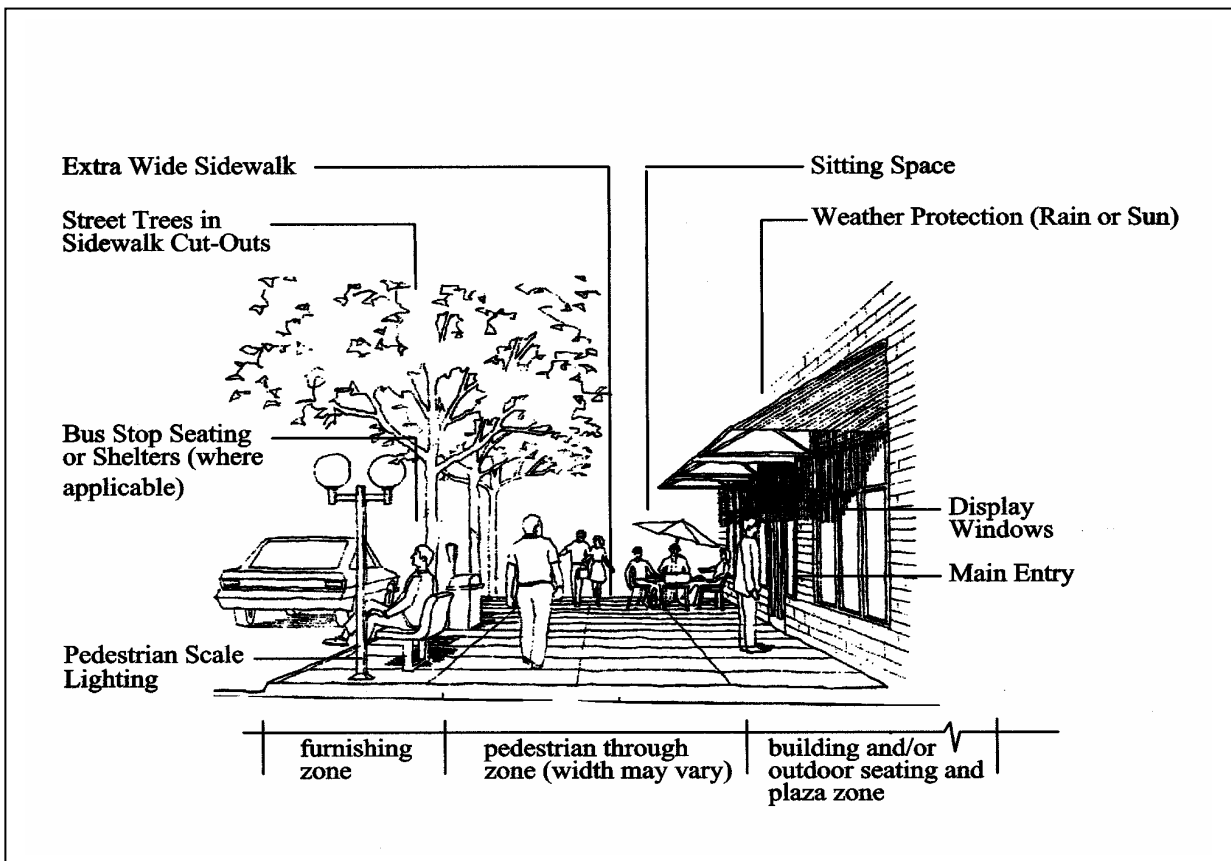 Extra Wide Sidewalk
Sitting Space
Street Trees in
Sidewalk Cut-Outs
Weather Protection (Rain or Sun)
Bus Stop Seating
or Shelters (where
applicable)
Display
Windows
Main Entry
Pedestrian Scale
Lighting
furnishing
zone
pedestrian through
zone (width may vary)
building and/or
outdoor seating and
plaza zone